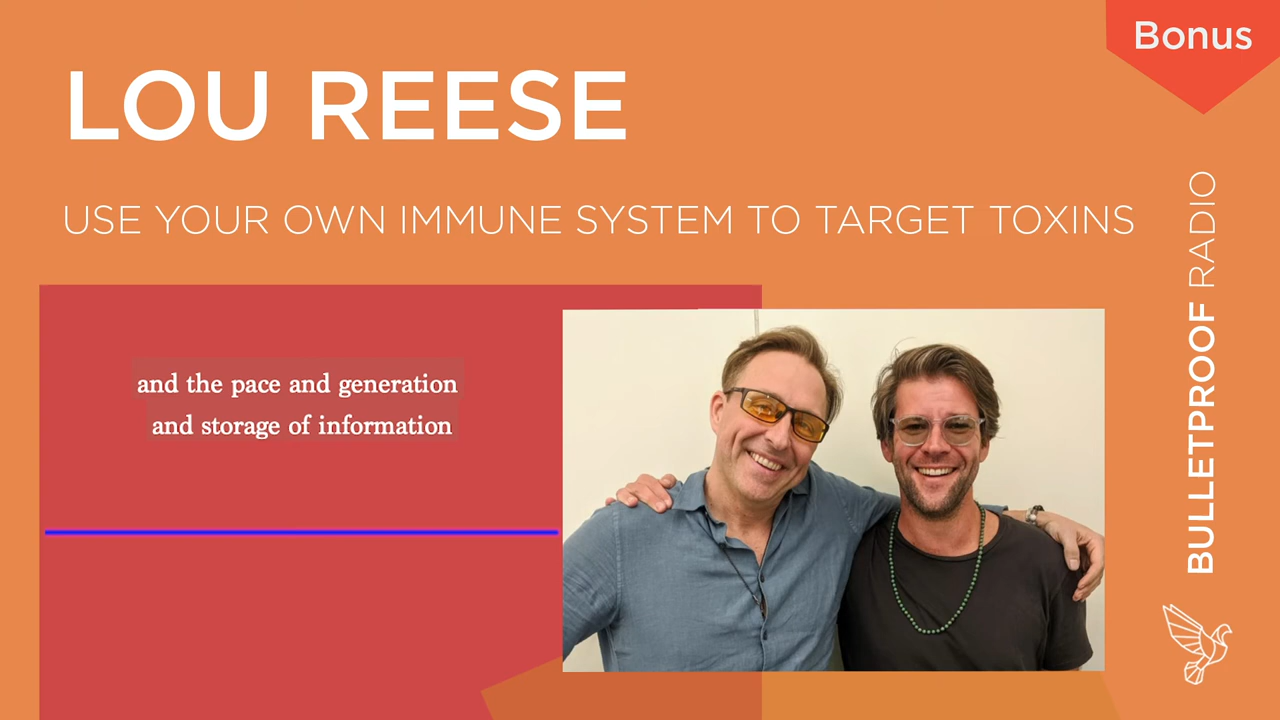 Bonus
LOU REESE
USE YOUR OWN IMMUNE SYSTEM TO TARGET TOXINS
and the pace and generation
and storage of information
BULLETPROOF RADIO